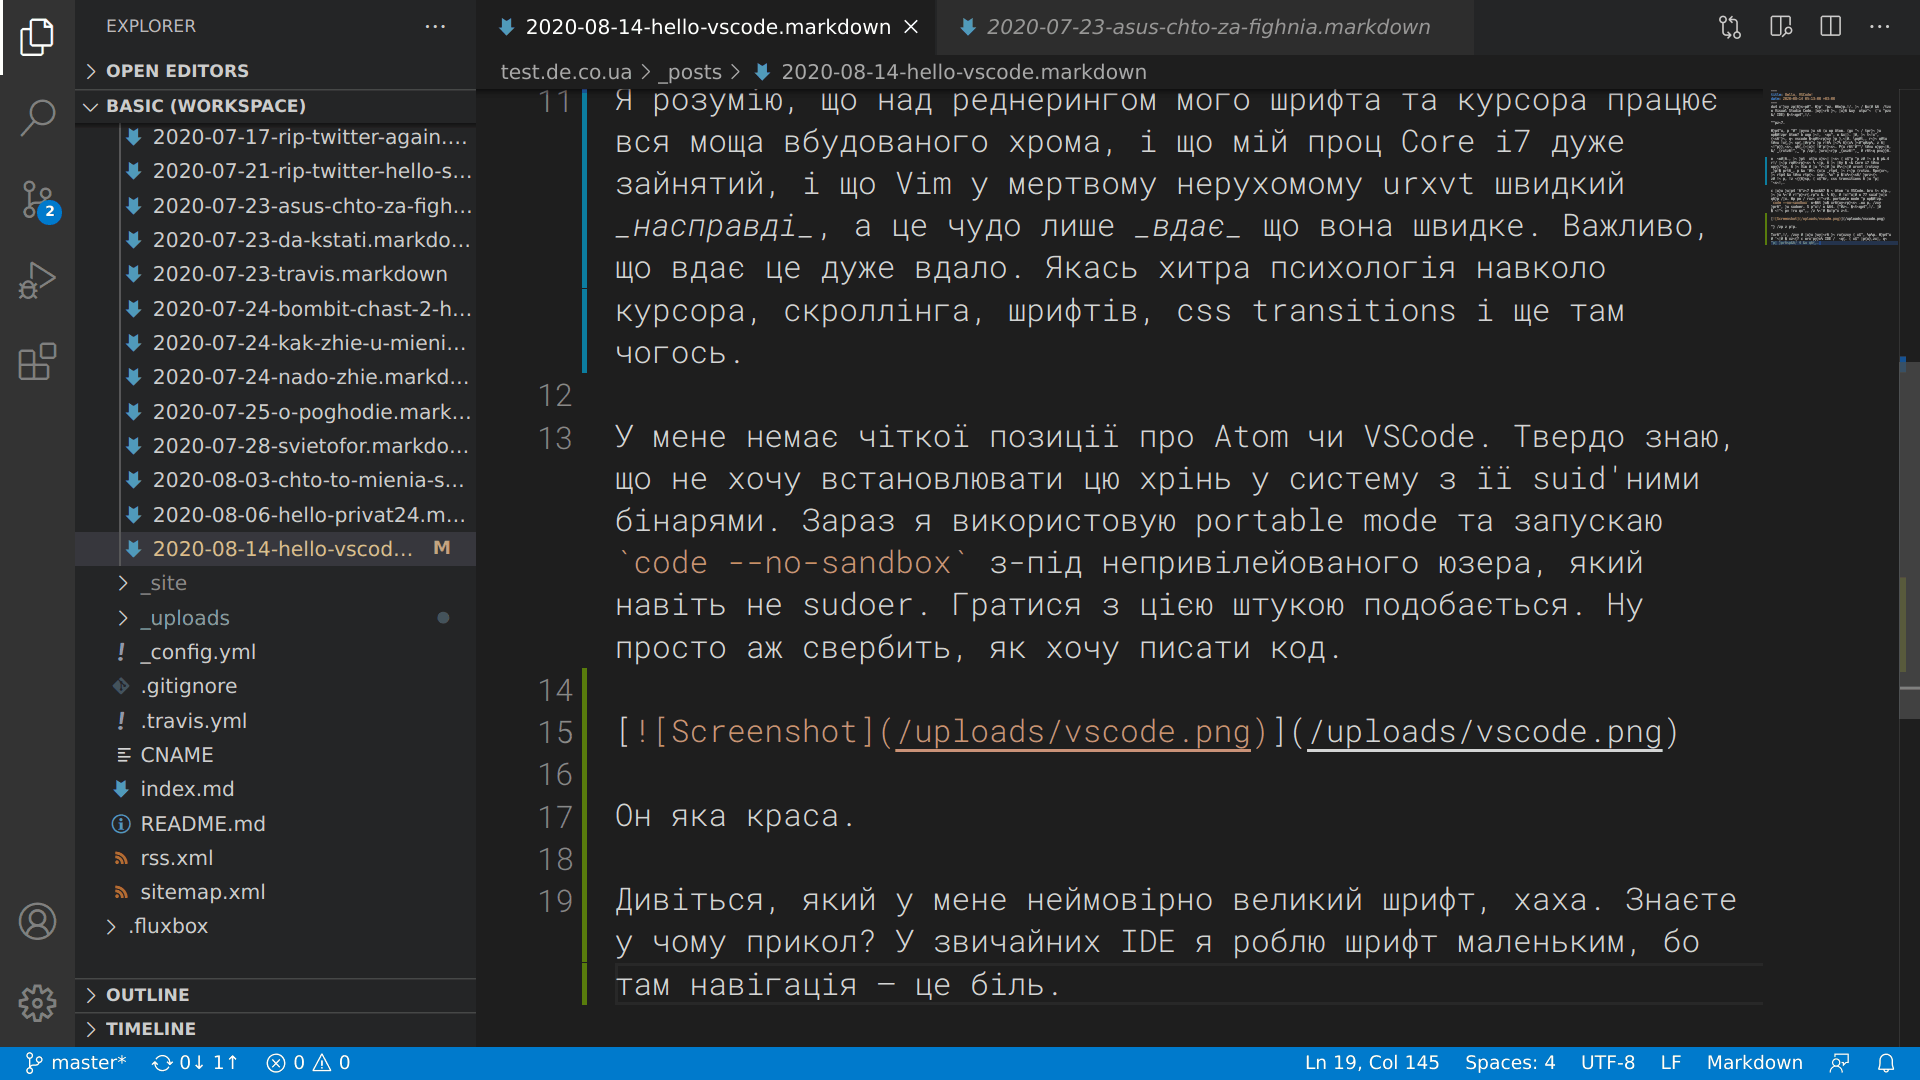 EXPLORER
OPEN EDITORS
BASIC (WORKSPACE)
2020-07-17-rip-twitter-again....
2020-07-21-rip-twitter-hello-s...
2020-07-23-asus-chto-za-figh...
2020-07-23-da-kstati.markdo...
2020-07-23-travis.markdown
2020-07-24-bombit-chast-2-h...
2020-07-24-kak-zhie-u-mieni...
2020-07-24-nado-zhie.markd...
2020-07-25-o-poghodie.mark...
2020-07-28-svietofor.markdo...
2020-08-03-chto-to-mienia-s...
2020-08-06-hello-privat24.m...
2020-08-14-hello-vscod... M
_site
_uploads
_config.yml
.gitignore
.travis.yml
CNAME
index.md
README.md
rss.xml
sitemap.xml
.fluxbox
OUTLINE
TIMELINE
2
2020-08-14-hello-vscode.markdown
2020-07-23-asus-chto-za-fighnia.markdown
test.de.co.ua > _posts > 2020-08-14-hello-vscode.markdown
11 Я розумію, що над реднерингом мого шрифта та курсора працює
вся моща вбудованого хрома, і що мій проц Core i7 дуже
зайнятий, і що Vim у мертвому нерухомому urxvt швидкий
_насправді_, а це чудо лише _вдає_ що вона швидке. Важливо,
що вдає це дуже вдало. Якась хитра психологія навколо
курсора, скроллінга, шрифтів, css transitions і ще там
чогось.
12
13 У мене немає чіткої позиції про Atom чи VSCode. Твердо знаю,
що не хочу встановлювати цю хрінь у систему з її suid'ними
бінарями. Зараз я використовую portable mode та запускаю
`code --no-sandbox` з-під непривілейованого юзера, який
навіть не sudoer. Гратися з цією штукою подобається. Ну
просто аж свербить, як хочу писати код.
14
15 [![Screenshot](/uploads/vscode.png)](/uploads/vscode.png)
16
17 Он яка краса.
18
19 Дивіться, який у мене неймовірно великий шрифт, хаха. Знаєте
у чому прикол? У звичайних IDE я роблю шрифт маленьким, бо
там навігація — це біль.
master* 0↓ 1↑ 0 0
Ln 19, Col 145 Spaces: 4 UTF-8 LF Markdown